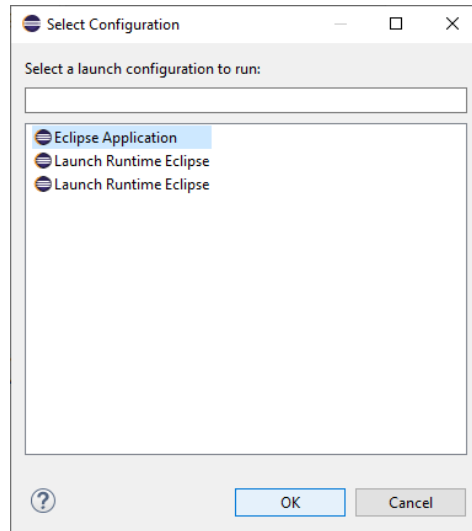 Select Configuration
Select a launch configuration to run:
Eclipse Application
Launch Runtime Eclipse
Launch Runtime Eclipse
?
OK Cancel